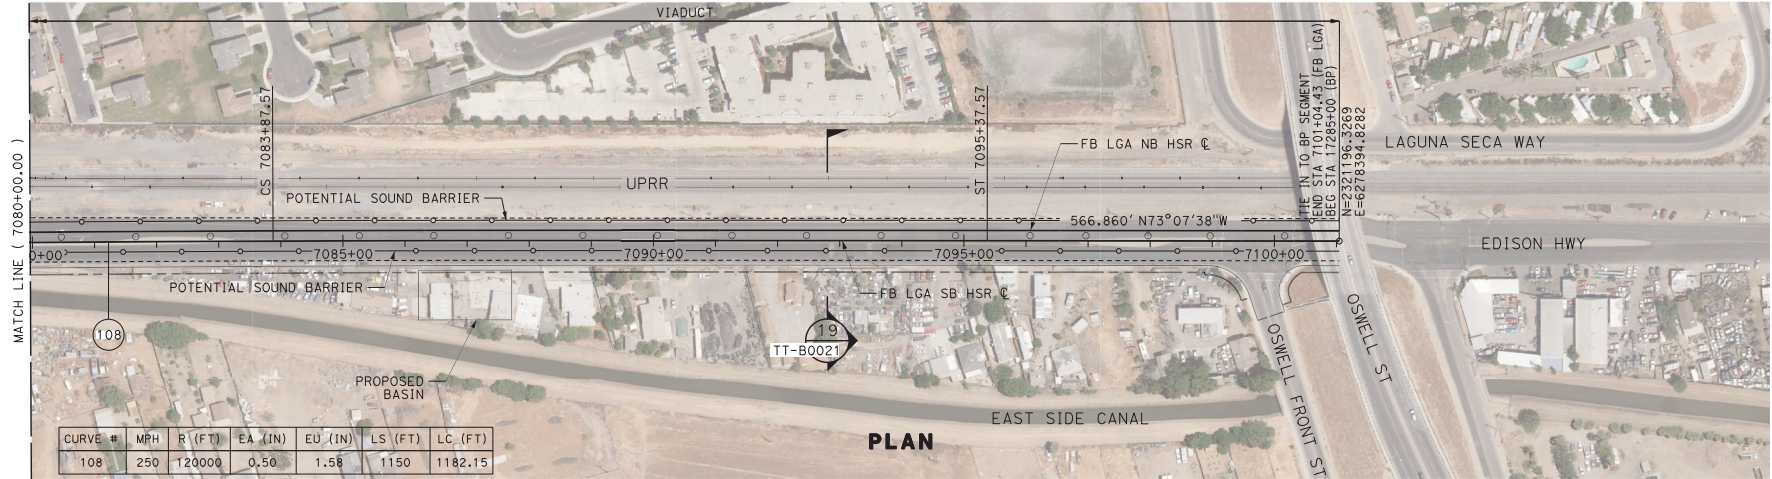 VIADUCT
MATCH LINE ( 7080+00.00 )
CS 7083+87.57
ST 7095+37.57
TIE IN TO BP SEGMENT
END STA 7101+04.43 (FB LGA)
BEG STA 17285+00 (BP)
N=2321196.3269
E=6278394.8282
FB LGA NB HSR ℄
LAGUNA SECA WAY
UPRR
POTENTIAL SOUND BARRIER
566.860' N73°07'38"W
EDISON HWY
0+00
7085+00
7090+00
7095+00
7100+00
POTENTIAL SOUND BARRIER
FB LGA SB HSR ℄
108
19
TT-B0021
OSWELL ST
OSWELL FRONT ST
PROPOSED
BASIN
EAST SIDE CANAL
PLAN
CURVE # MPH R (FT) EA (IN) EU (IN) LS (FT) LC (FT)
108 250 120000 0.50 1.58 1150 1182.15